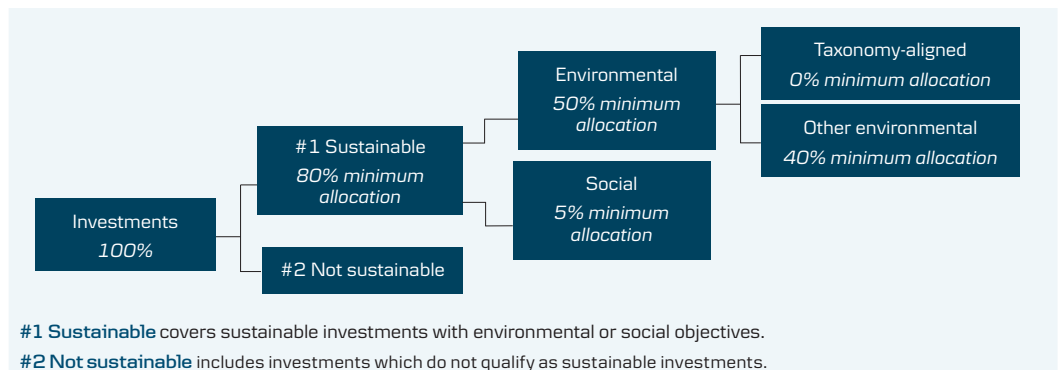 Taxonomy-aligned
0% minimum allocation
Environmental
50% minimum
allocation
Other environmental
40% minimum allocation
#1 Sustainable
80% minimum
allocation
Social
5% minimum
allocation
Investments
100%
#2 Not sustainable
#1 Sustainable covers sustainable investments with environmental or social objectives.
#2 Not sustainable includes investments which do not qualify as sustainable investments.